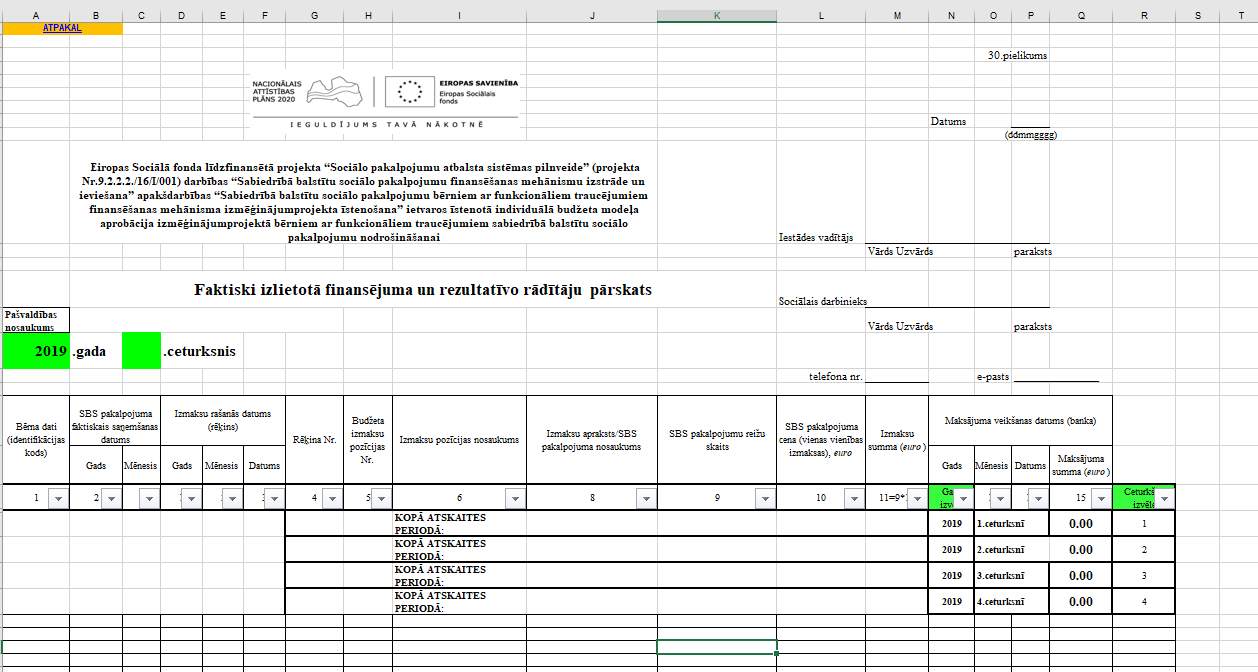 A B C D E F G H I J K L M N O P Q R S T
ATPAKAĻ
30.pielikums
NACIONĀLAIS
ATTĪSTĪBAS
PLĀNS 2020
EIROPAS SAVIENĪBA
Eiropas Sociālais
fonds
IEGULDĪJUMS TAVĀ NĀKOTNĒ
Datums
(ddmmgggg)
Eiropas Sociālā fonda līdzfinansētā projekta “Sociālo pakalpojumu atbalsta sistēmas pilnveide” (projekta
Nr.9.2.2.2./16/I/001) darbības “Sabiedrībā balstītu sociālo pakalpojumu finansēšanas mehānismu izstrāde un
ieviešana” apakšdarbības “Sabiedrībā balstītu sociālo pakalpojumu bērniem ar funkcionāliem traucējumiem
finansēšanas mehānisma izmēģinājumprojekta īstenošana” ietvaros īstenotā individuālā budžeta modeļa
aprobācija izmēģinājumprojektā bērniem ar funkcionāliem traucējumiem sabiedrībā balstītu sociālo
pakalpojumu nodrošināšanai
Iestādes vadītājs
Vārds Uzvārds paraksts
Faktiski izlietotā finansējuma un rezultatīvo rādītāju pārskats
Sociālais darbinieks
Vārds Uzvārds paraksts
Pašvaldības
nosaukums
2019 .gada .ceturksnis
telefona nr. e-pasts
Bērna dati
(identifikācijas
kods)
SBS pakalpojuma
faktiskais saņemšanas
datums
Gads Mēnesis
Izmaksu rašanās datums
(rēķins)
Gads Mēnesis Datums
Rēķina Nr.
Budžeta
izmaksu
pozīcijas
Nr.
Izmaksu pozīcijas nosaukums
Izmaksu apraksts/SBS
pakalpojuma nosaukums
SBS pakalpojumu reižu
skaits
SBS pakalpojuma
cena (vienas vienības
izmaksas), euro
Izmaksu
summa (euro)
Maksājuma veikšanas datums (banka)
Gads Mēnesis Datums
Maksājuma
summa (euro)
1 2 4 5 6 8 9 10 11=9* 15
KOPĀ ATSKAITES
PERIODĀ:
2019 1.ceturksnī 0.00 1
KOPĀ ATSKAITES
PERIODĀ:
2019 2.ceturksnī 0.00 2
KOPĀ ATSKAITES
PERIODĀ:
2019 3.ceturksnī 0.00 3
KOPĀ ATSKAITES
PERIODĀ:
2019 4.ceturksnī 0.00 4